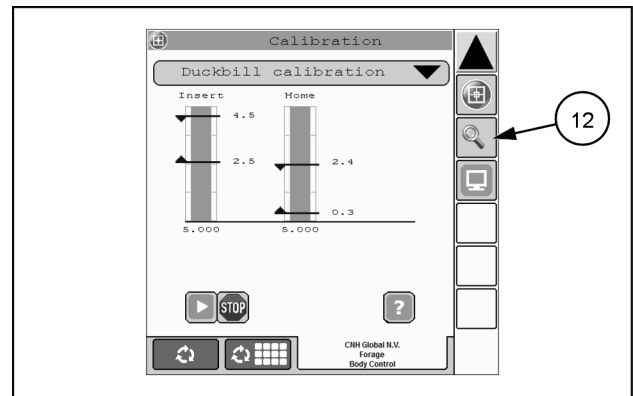 Calibration
Duckbill calibration
Insert Home
4.5
2.5 2.4
0.3
5.000 5.000
STOP
?
CNH Global N.V.
Forage
Body Control
12